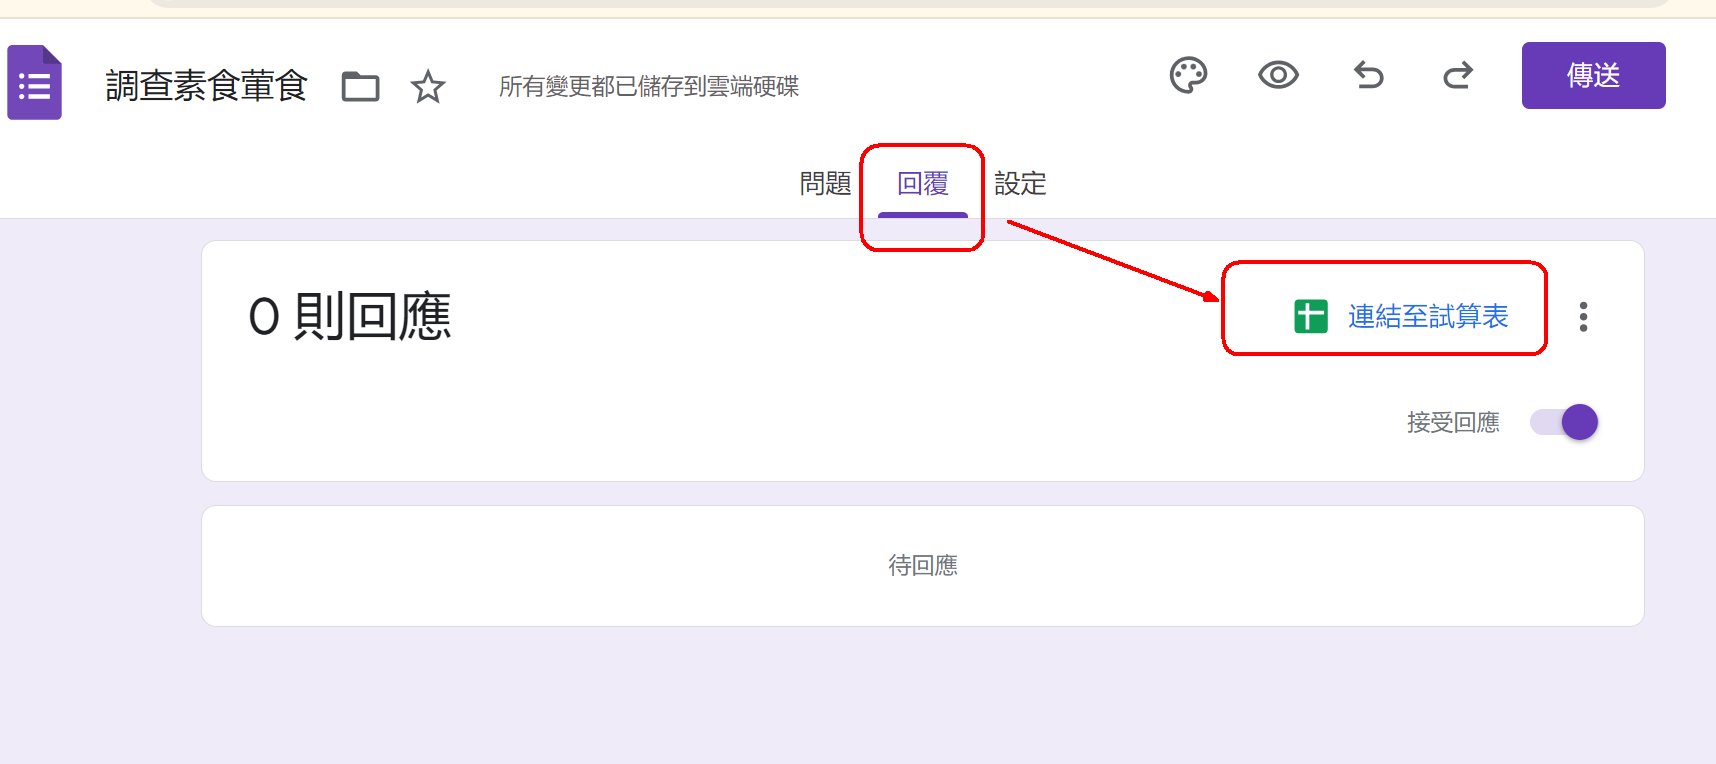 調查素食葷食
所有變更都已儲存到雲端硬碟
傳送
問題
回覆
設定
0 則回應
連結至試算表
接受回應
待回應